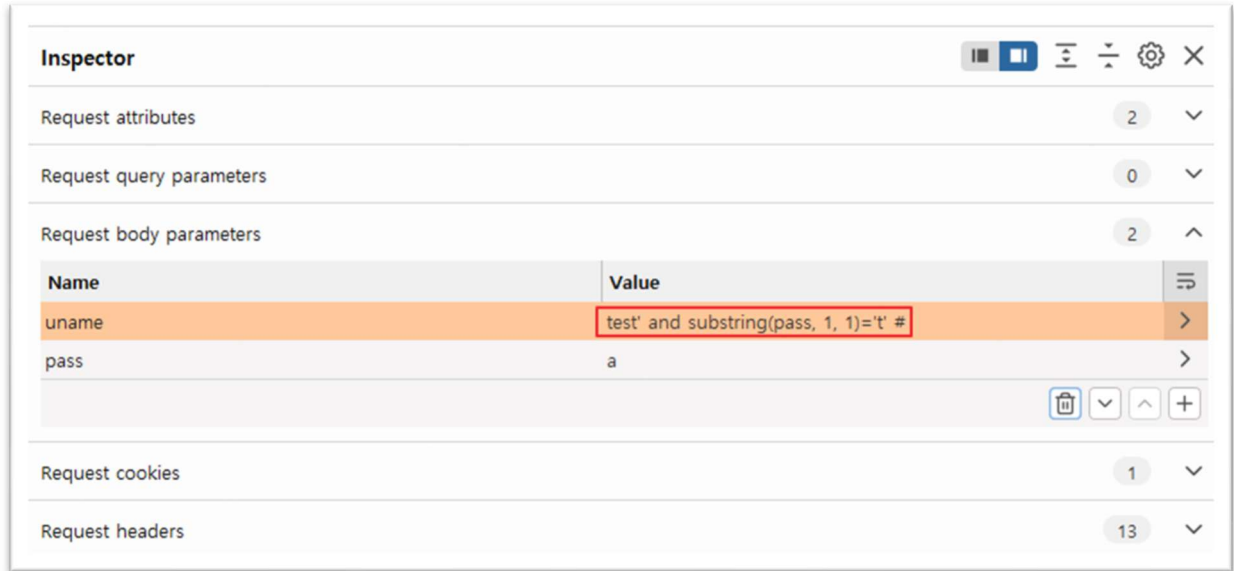 Inspector
Request attributes 2
Request query parameters 0
Request body parameters 2
Name Value
uname test' and substring(pass, 1, 1)='t' #
pass a
Request cookies 1
Request headers 13